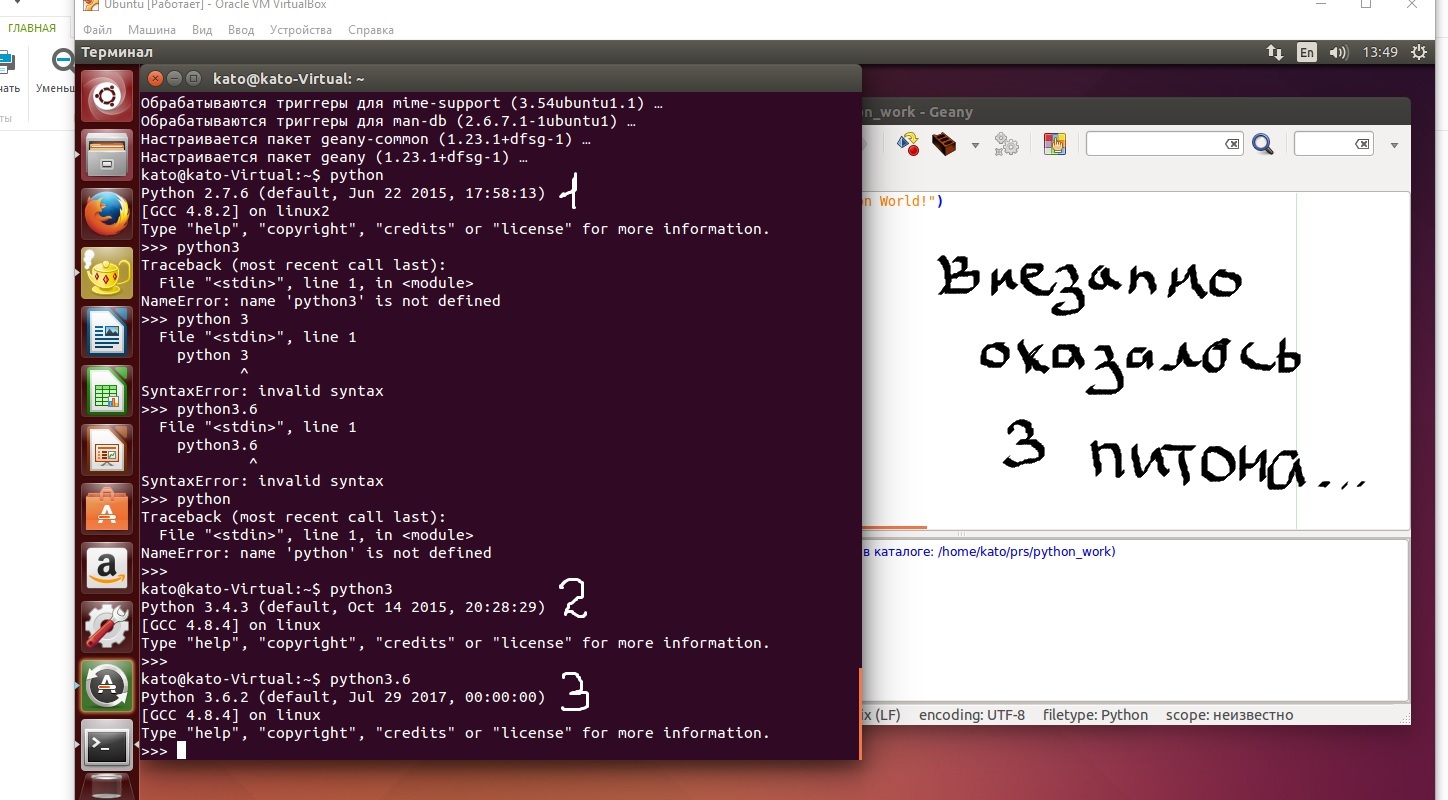 Ubuntu [Работает] - Oracle VM VirtualBox
ГЛАВНАЯ
Файл Машина Вид Ввод Устройства Справка
Терминал En 13:49
kato@kato-Virtual: ~
Обрабатываются триггеры для mime-support (3.54ubuntu1.1) …
Обрабатываются триггеры для man-db (2.6.7.1-1ubuntu1) …
Настраивается пакет geany-common (1.23.1+dfsg-1) …
Настраивается пакет geany (1.23.1+dfsg-1) …
kato@kato-Virtual:~$ python
Python 2.7.6 (default, Jun 22 2015, 17:58:13) 1
[GCC 4.8.2] on linux2
Type "help", "copyright", "credits" or "license" for more information.
>>> python3
Traceback (most recent call last):
  File "<stdin>", line 1, in <module>
NameError: name 'python3' is not defined
>>> python 3
  File "<stdin>", line 1
    python 3
           ^
SyntaxError: invalid syntax
>>> python3.6
  File "<stdin>", line 1
    python3.6
            ^
SyntaxError: invalid syntax
>>> python
Traceback (most recent call last):
  File "<stdin>", line 1, in <module>
NameError: name 'python' is not defined
>>>
kato@kato-Virtual:~$ python3
Python 3.4.3 (default, Oct 14 2015, 20:28:29) 2
[GCC 4.8.4] on linux
Type "help", "copyright", "credits" or "license" for more information.
>>>
kato@kato-Virtual:~$ python3.6
Python 3.6.2 (default, Jul 29 2017, 00:00:00) 3
[GCC 4.8.4] on linux
Type "help", "copyright", "credits" or "license" for more information.
>>>
n_work - Geany
on World!")
Внезапно
оказалось
3 питона...
в каталоге: /home/kato/prs/python_work)
ix (LF) encoding: UTF-8 filetype: Python scope: неизвестно